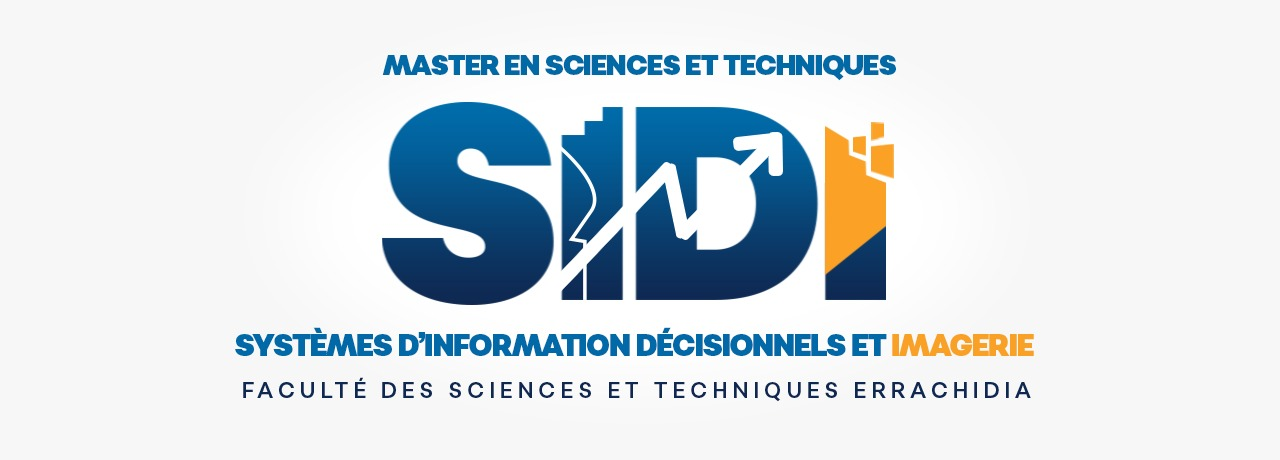 MASTER EN SCIENCES ET TECHNIQUES
SIDI
SYSTÈMES D'INFORMATION DÉCISIONNELS ET IMAGERIE
FACULTÉ DES SCIENCES ET TECHNIQUES ERRACHIDIA